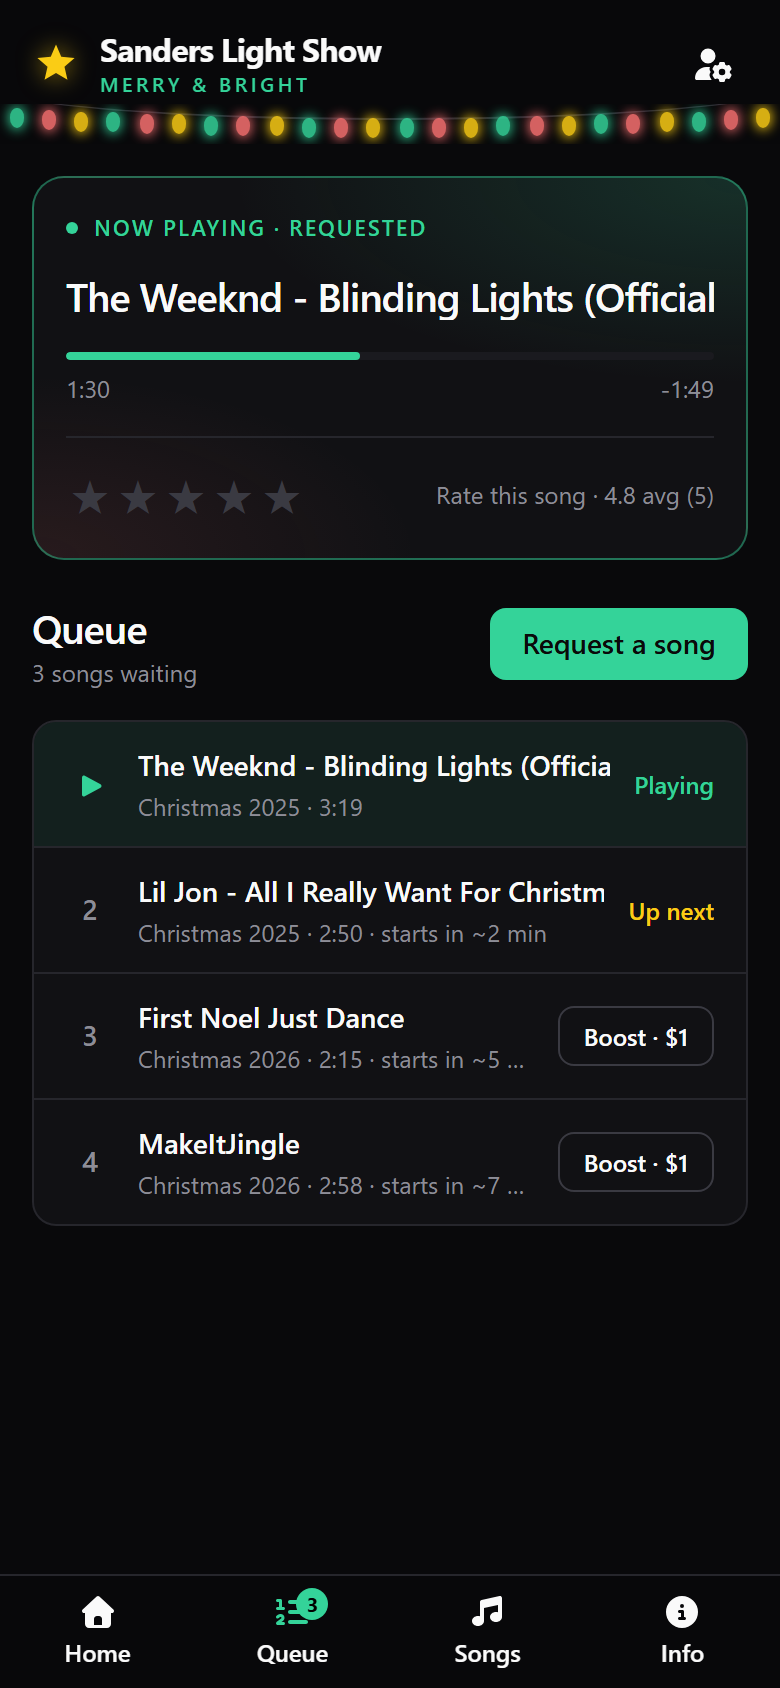 Sanders Light Show
MERRY & BRIGHT
NOW PLAYING · REQUESTED
The Weeknd - Blinding Lights (Official
1:30
-1:49
Rate this song · 4.8 avg (5)
Queue
3 songs waiting
Request a song
The Weeknd - Blinding Lights (Officia
Christmas 2025 · 3:19
Playing
2
Lil Jon - All I Really Want For Christm
Christmas 2025 · 2:50 · starts in ~2 min
Up next
3
First Noel Just Dance
Christmas 2026 · 2:15 · starts in ~5 ...
Boost · $1
4
MakeItJingle
Christmas 2026 · 2:58 · starts in ~7 ...
Boost · $1
3
Home
Queue
Songs
Info